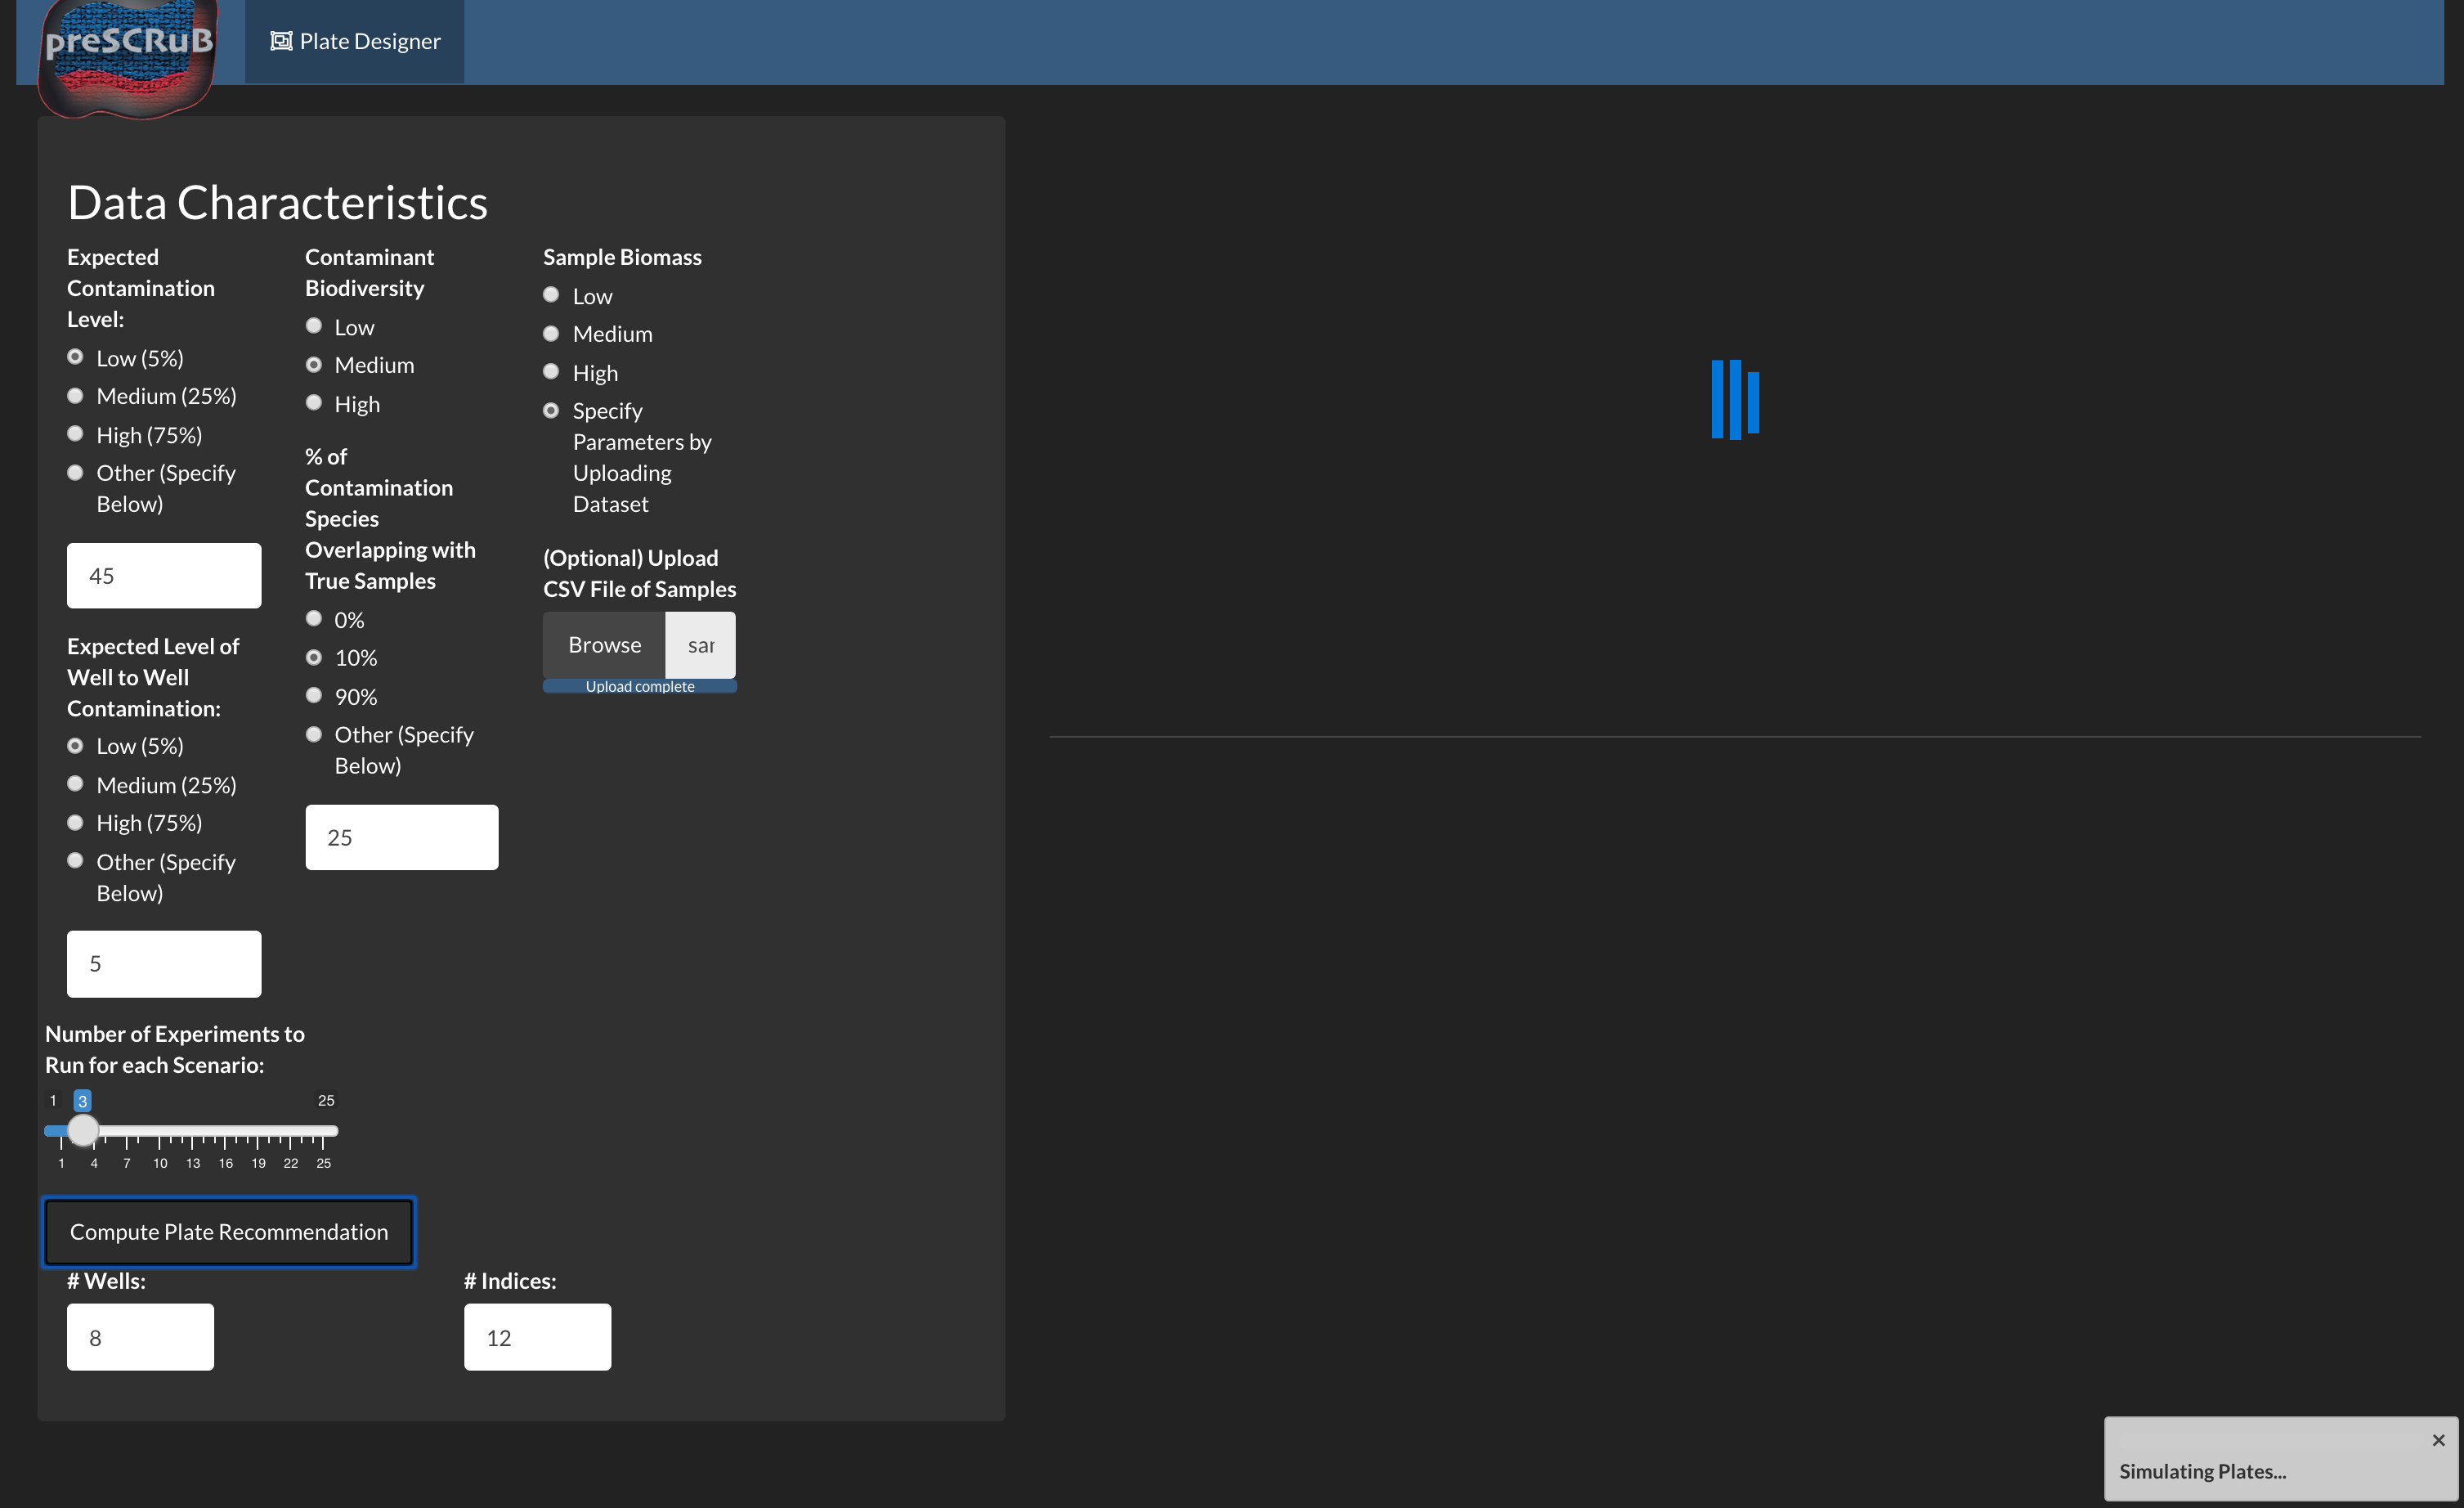 preSCRuB
Plate Designer
Data Characteristics
Expected
Contamination
Level:
Low (5%)
Medium (25%)
High (75%)
Other (Specify
Below)
45
Expected Level of
Well to Well
Contamination:
Low (5%)
Medium (25%)
High (75%)
Other (Specify
Below)
5
Contaminant
Biodiversity
Low
Medium
High
% of
Contamination
Species
Overlapping with
True Samples
0%
10%
90%
Other (Specify
Below)
25
Sample Biomass
Low
Medium
High
Specify
Parameters by
Uploading
Dataset
(Optional) Upload
CSV File of Samples
Browse
Upload complete
Number of Experiments to
Run for each Scenario:
1 3 25
1 4 7 10 13 16 19 22 25
Compute Plate Recommendation
# Wells:
8
# Indices:
12
×
Simulating Plates...